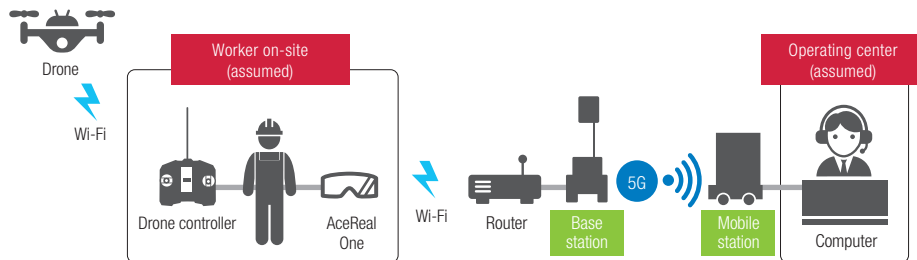 Drone
Wi-Fi
Worker on-site
(assumed)
Drone controller
AceReal
One
Wi-Fi
Router
Base
station
5G
Mobile
station
Operating center
(assumed)
Computer